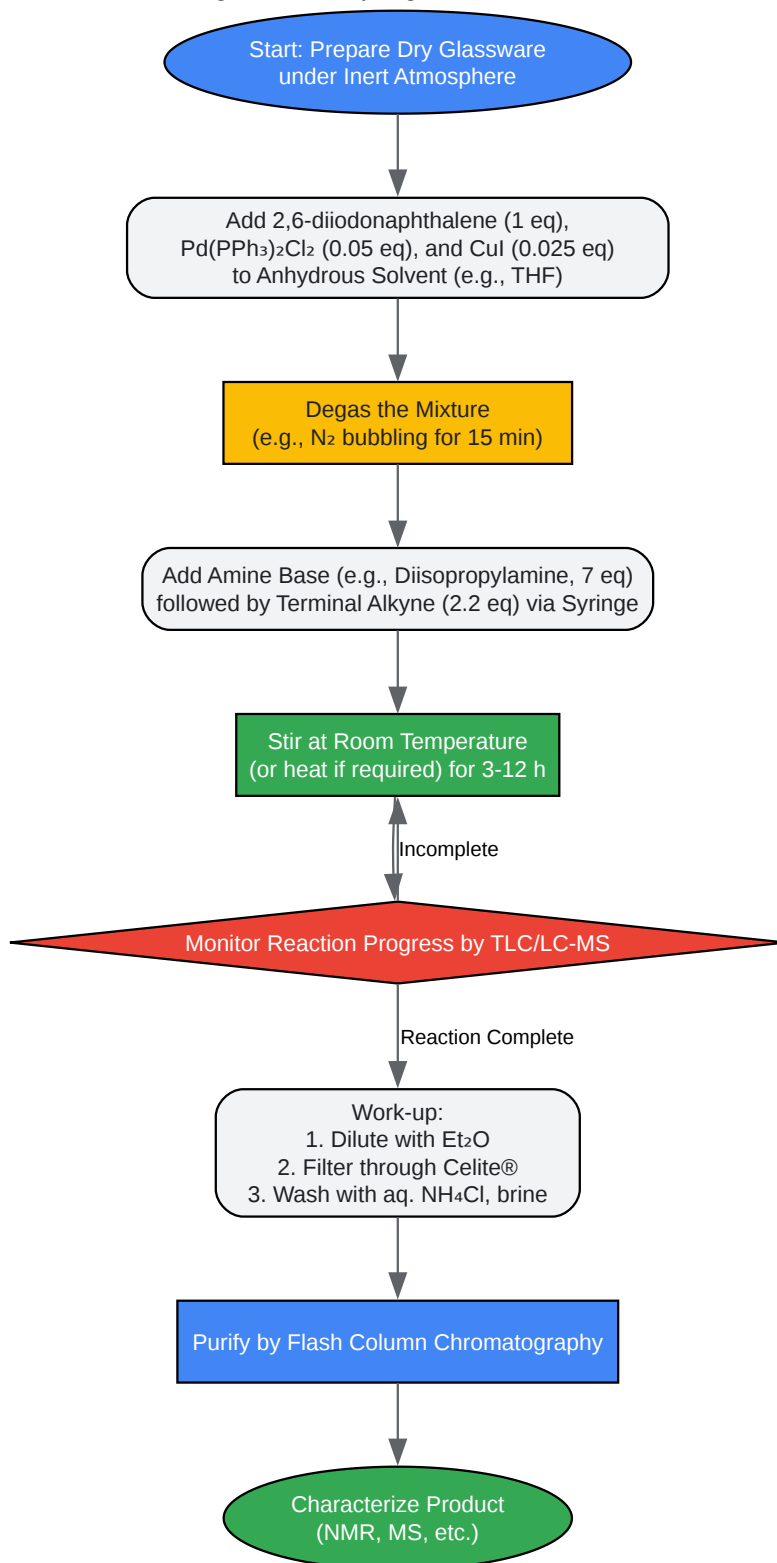 Start: Prepare Dry Glassware
under Inert Atmosphere
Add 2,6-diiodonaphthalene (1 eq),
Pd(PPh₃)₂Cl₂ (0.05 eq), and CuI (0.025 eq)
to Anhydrous Solvent (e.g., THF)
Degas the Mixture
(e.g., N₂ bubbling for 15 min)
Add Amine Base (e.g., Diisopropylamine, 7 eq)
followed by Terminal Alkyne (2.2 eq) via Syringe
Stir at Room Temperature
(or heat if required) for 3-12 h
Incomplete
Monitor Reaction Progress by TLC/LC-MS
Reaction Complete
Work-up:
1. Dilute with Et₂O
2. Filter through Celite®
3. Wash with aq. NH₄Cl, brine
Purify by Flash Column Chromatography
Characterize Product
(NMR, MS, etc.)